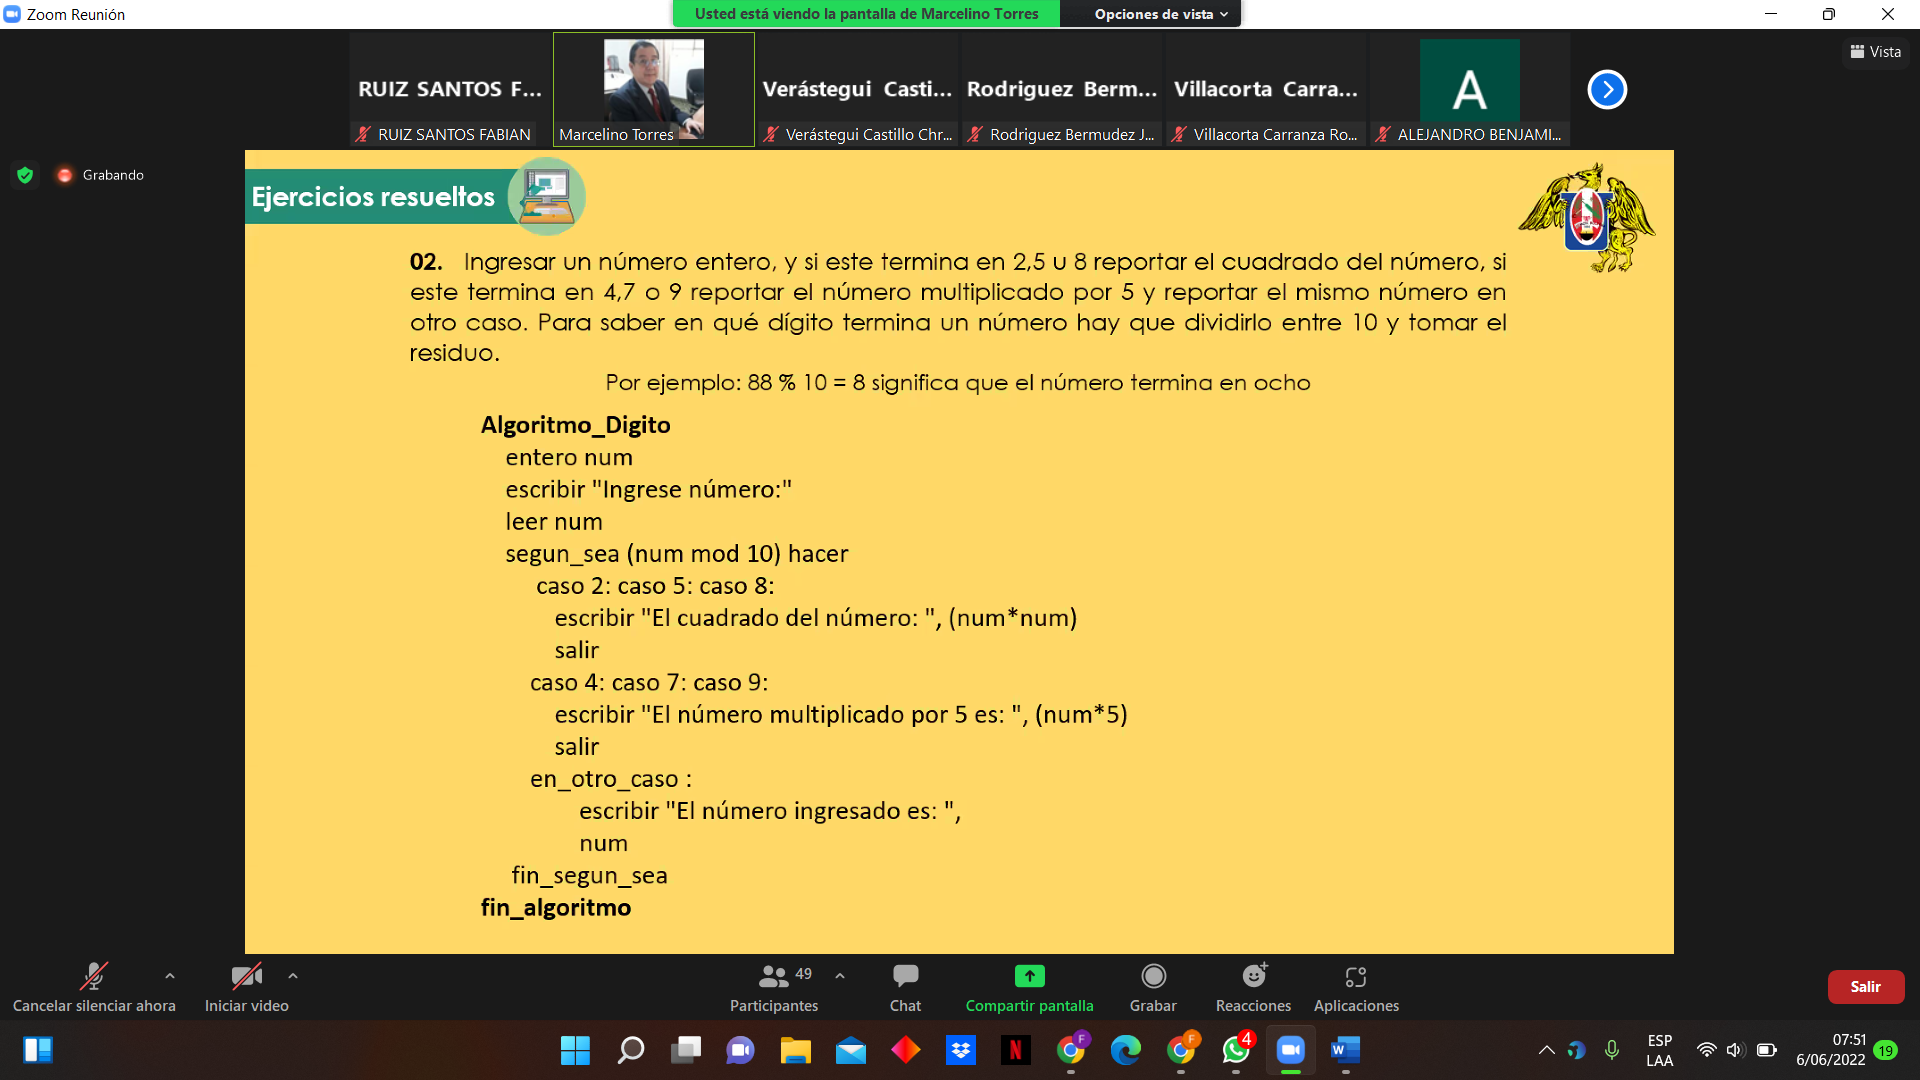 Zoom Reunión
Usted está viendo la pantalla de Marcelino Torres
Opciones de vista
Vista
RUIZ SANTOS F...
Verástegui Casti...
Rodriguez Berm...
Villacorta Carra...
A
RUIZ SANTOS FABIAN
Marcelino Torres
Verástegui Castillo Chr...
Rodriguez Bermudez J...
Villacorta Carranza Ro...
ALEJANDRO BENJAMI...
Grabando
Ejercicios resueltos
02. Ingresar un número entero, y si este termina en 2,5 u 8 reportar el cuadrado del número, si
este termina en 4,7 o 9 reportar el número multiplicado por 5 y reportar el mismo número en
otro caso. Para saber en qué dígito termina un número hay que dividirlo entre 10 y tomar el
residuo.
Por ejemplo: 88 % 10 = 8 significa que el número termina en ocho
Algoritmo_Digito
entero num
escribir "Ingrese número:"
leer num
segun_sea (num mod 10) hacer
caso 2: caso 5: caso 8:
escribir "El cuadrado del número: ", (num*num)
salir
caso 4: caso 7: caso 9:
escribir "El número multiplicado por 5 es: ", (num*5)
salir
en_otro_caso :
escribir "El número ingresado es: ",
num
fin_segun_sea
fin_algoritmo
Cancelar silenciar ahora
Iniciar video
49
Participantes
Chat
Compartir pantalla
Grabar
Reacciones
Aplicaciones
Salir
N
F
F
4
W
ESP
LAA
07:51
6/06/2022
19